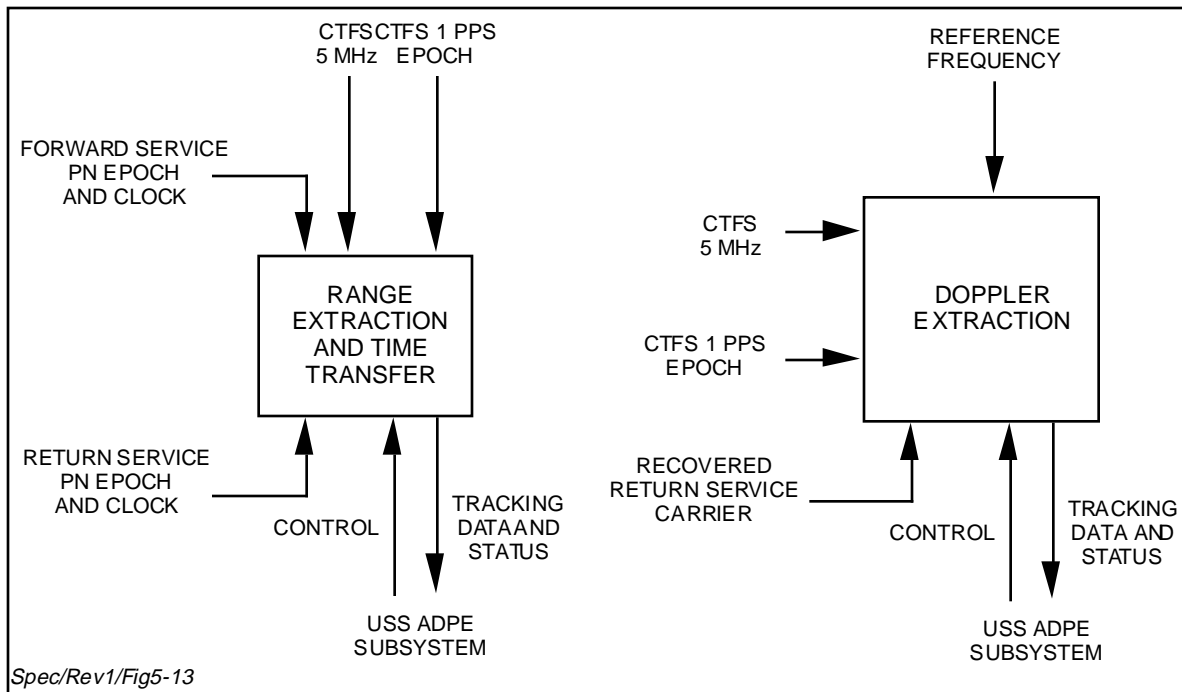 CTFS
5 MHz
CTFS 1 PPS
EPOCH
FORWARD SERVICE
PN EPOCH
AND CLOCK
RANGE
EXTRACTION
AND TIME
TRANSFER
RETURN SERVICE
PN EPOCH
AND CLOCK
CONTROL
TRACKING
DATA AND
STATUS
USS ADPE
SUBSYSTEM
REFERENCE
FREQUENCY
CTFS
5 MHz
DOPPLER
EXTRACTION
CTFS 1 PPS
EPOCH
RECOVERED
RETURN SERVICE
CARRIER
CONTROL
TRACKING
DATA AND
STATUS
USS ADPE
SUBSYSTEM
Spec/Rev1/Fig5-13